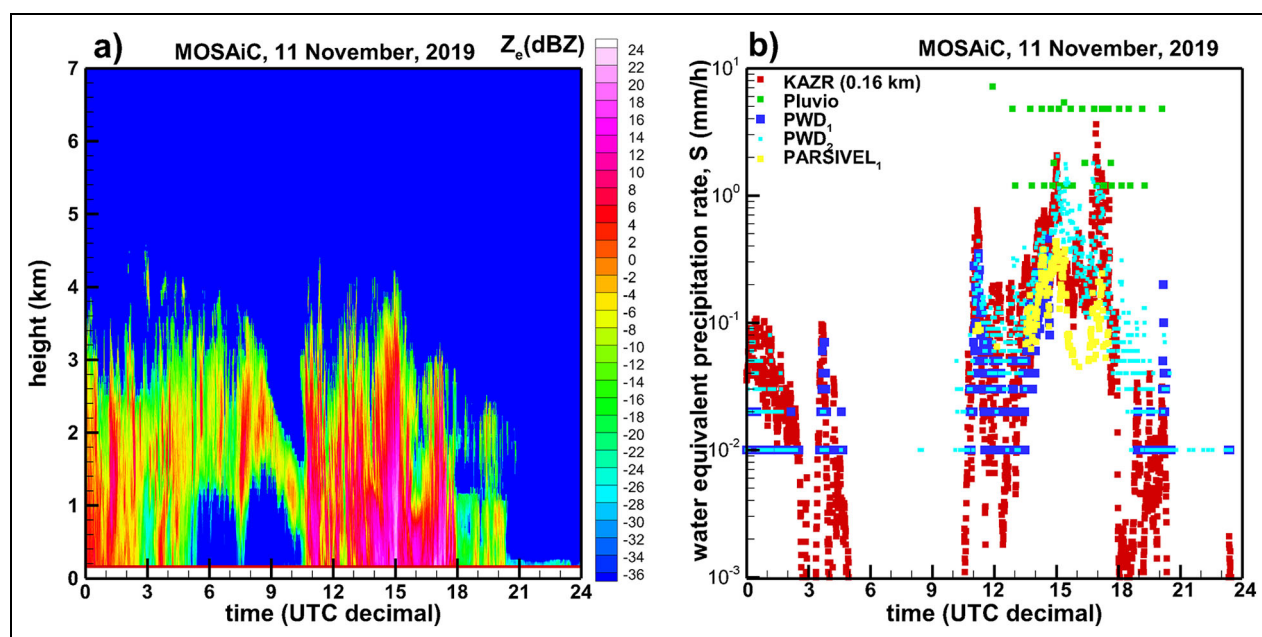 a)
MOSAiC, 11 November, 2019
Z_e(dBZ)
7
6
5
4
3
2
1
0
height (km)
0 3 6 9 12 15 18 21 24
time (UTC decimal)
24
22
20
18
16
14
12
10
8
6
4
2
0
-2
-4
-6
-8
-10
-12
-14
-16
-18
-20
-22
-24
-26
-28
-30
-32
-34
-36
b)
MOSAiC, 11 November, 2019
KAZR (0.16 km)
Pluvio
PWD_1
PWD_2
PARSIVEL_1
water equivalent precipitation rate, S (mm/h)
10^1
10^0
10^-1
10^-2
10^-3
0 3 6 9 12 15 18 21 24
time (UTC decimal)